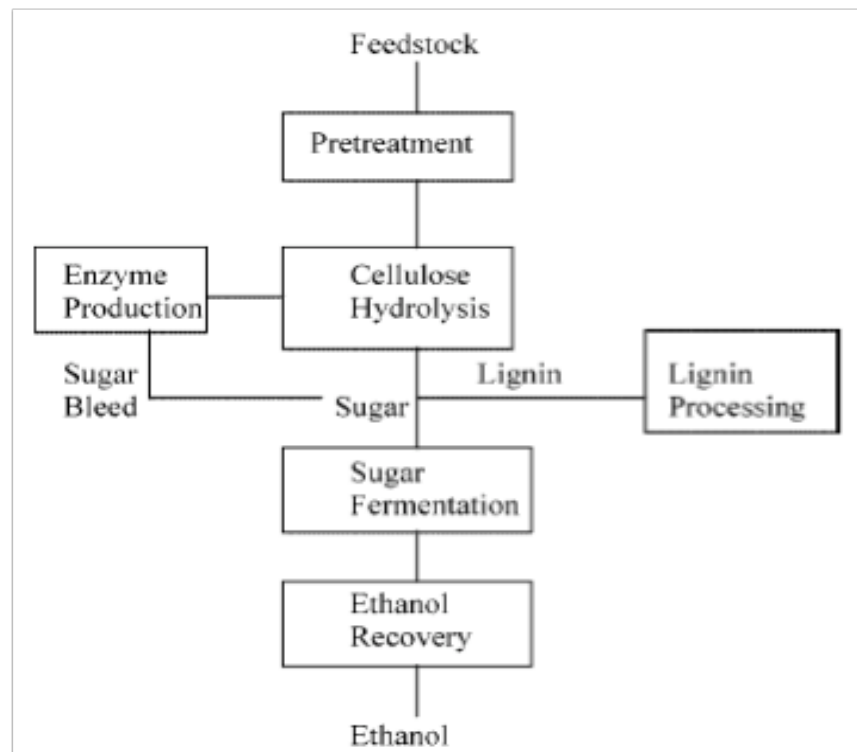 Feedstock
Pretreatment
Enzyme
Production
Cellulose
Hydrolysis
Sugar
Bleed
Sugar
Lignin
Lignin
Processing
Sugar
Fermentation
Ethanol
Recovery
Ethanol